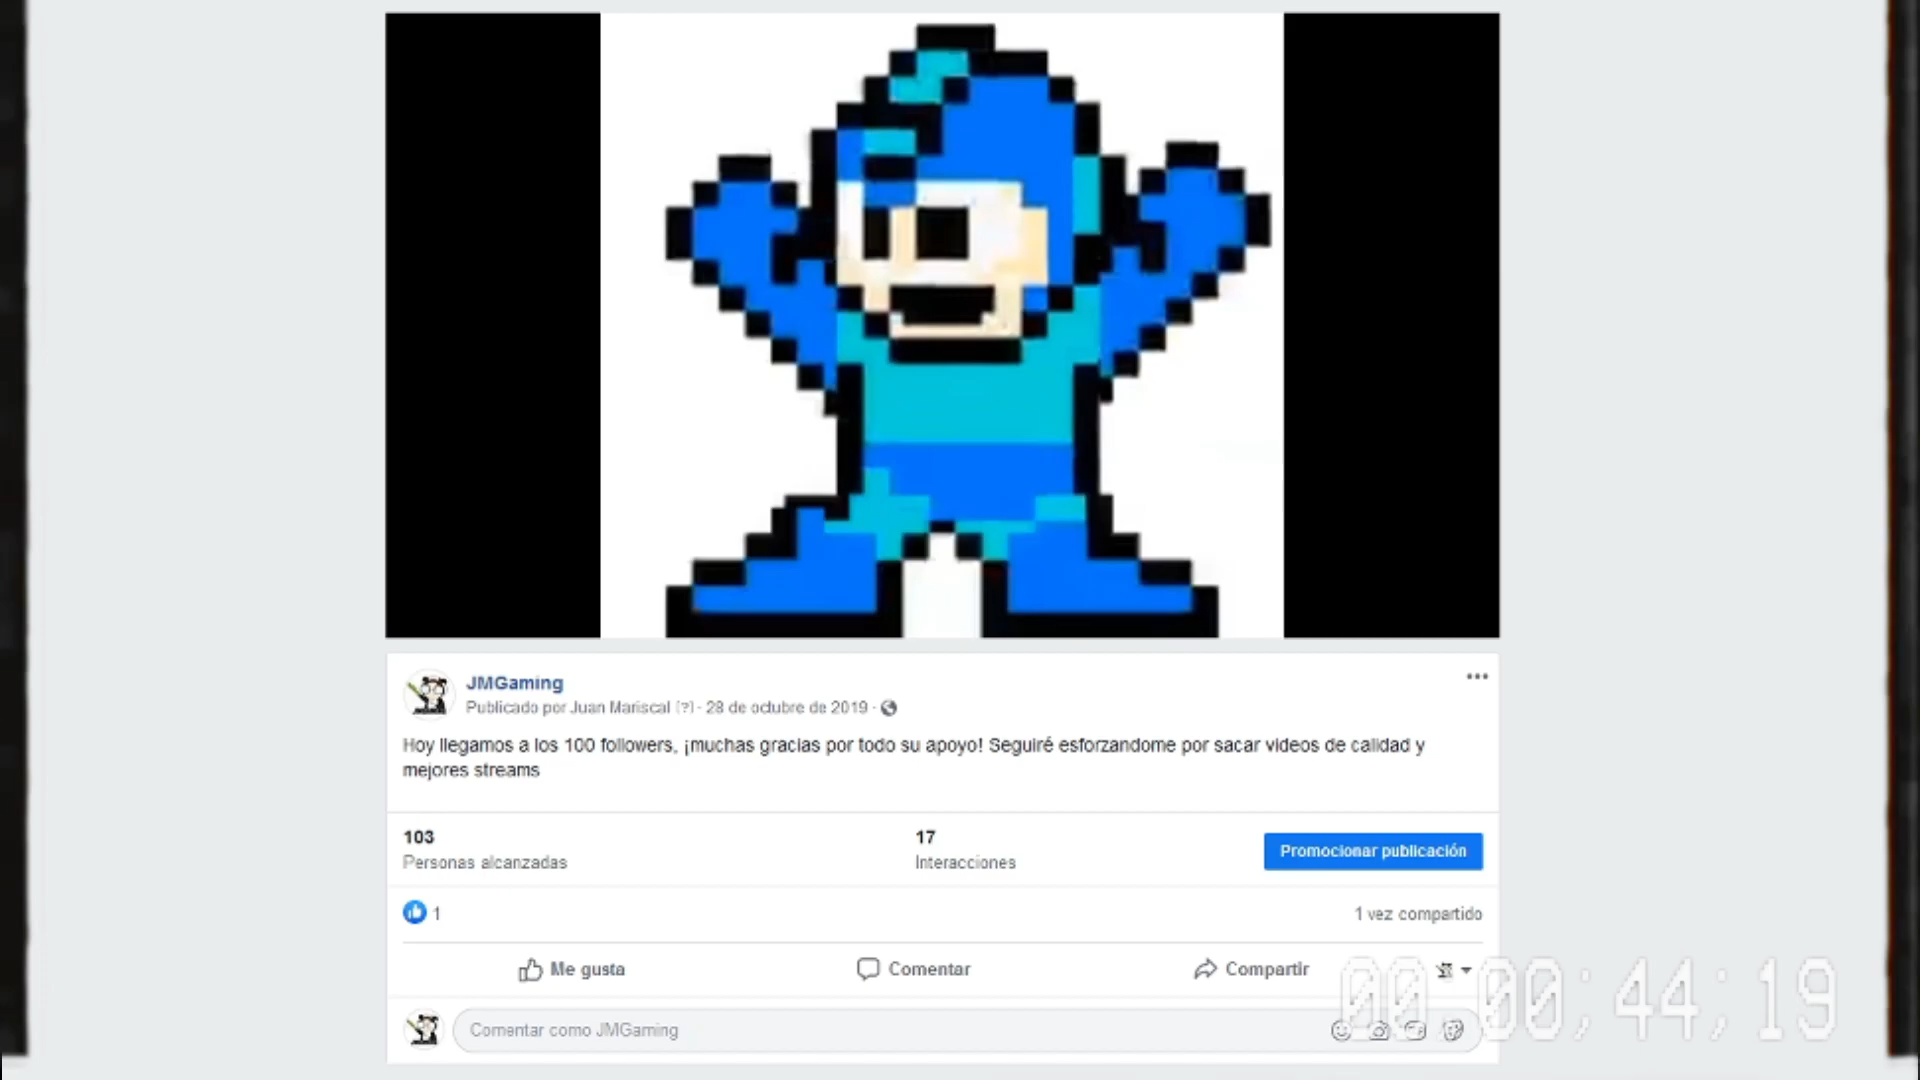 JMGaming
Publicado por Juan Mariscal [?] · 28 de octubre de 2019 ·
Hoy llegamos a los 100 followers, ¡muchas gracias por todo su apoyo! Seguiré esforzandome por sacar videos de calidad y
mejores streams
103
Personas alcanzadas
17
Interacciones
Promocionar publicación
1
1 vez compartido
Me gusta
Comentar
Compartir
Comentar como JMGaming
00;00;44;19